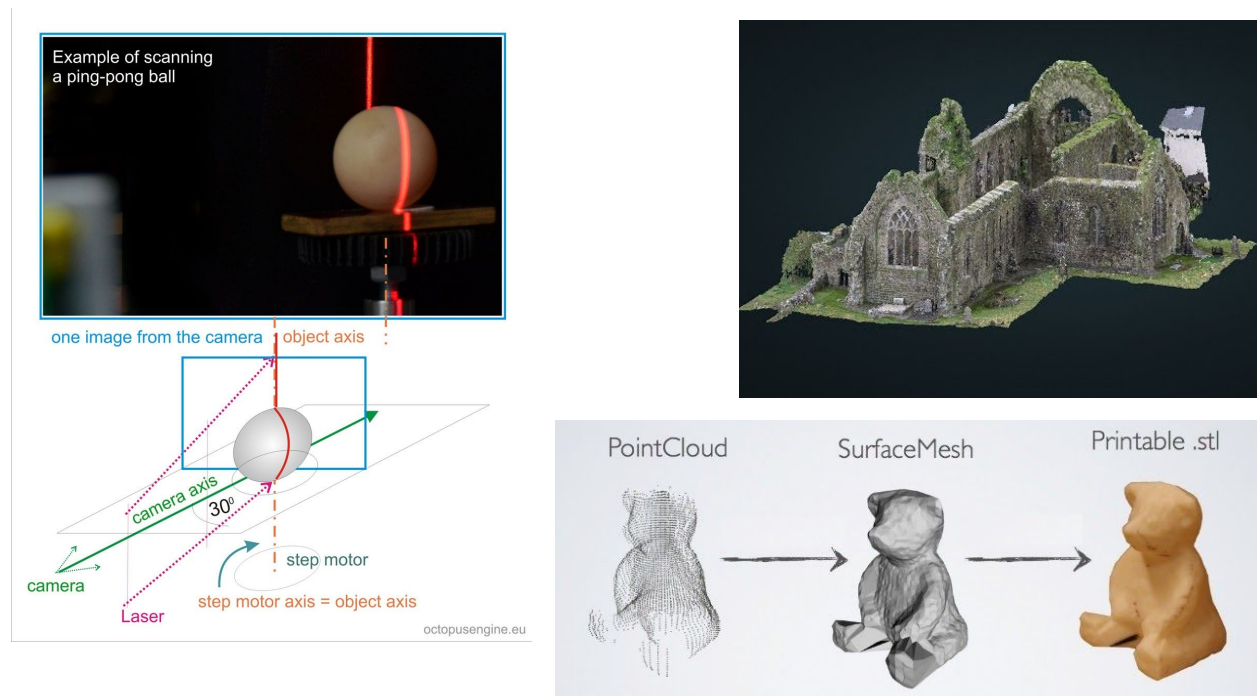 Example of scanning
a ping-pong ball
one image from the camera
object axis
camera axis
30⁰
step motor
camera
step motor axis = object axis
Laser
octopusengine.eu
PointCloud
SurfaceMesh
Printable .stl